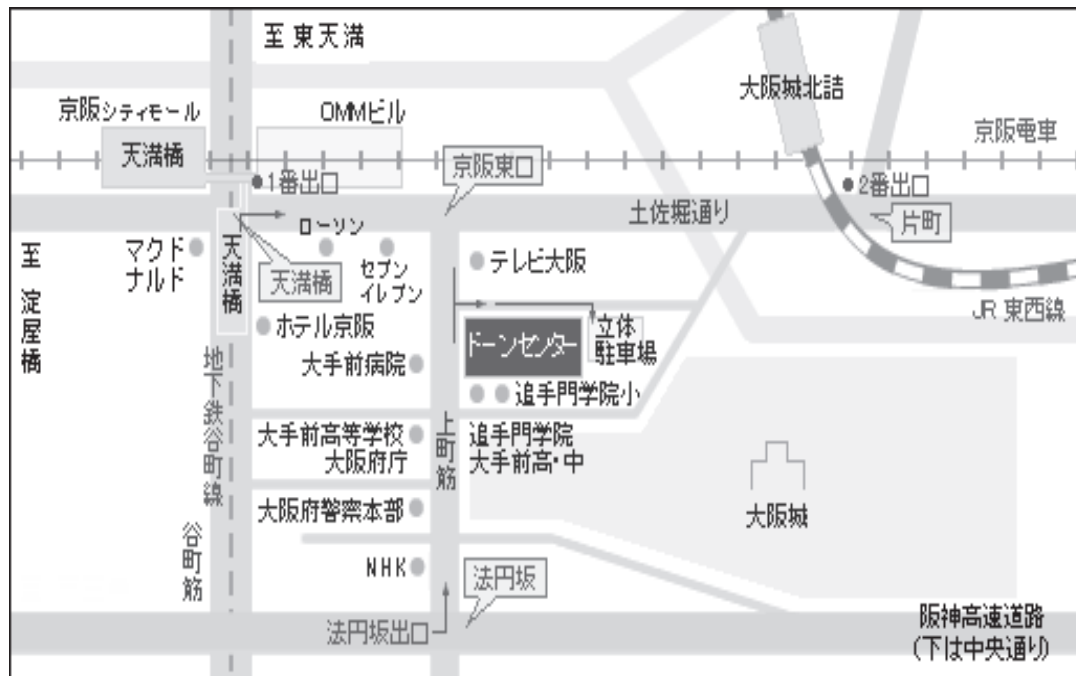 至 東天満
京阪シティモール
OMMビル
大阪城北詰
天満橋
京阪電車
京阪東口
1番出口
2番出口
土佐堀通り
片町
ローソン
マクド
ナルド
天満橋
天満橋
セブン
イレブン
テレビ大阪
至 淀屋橋
ホテル京阪
JR 東西線
ドーンセンター
立体
駐車場
大手前病院
追手門学院小
地下鉄谷町線
大手前高等学校
大阪府庁
上町筋
追手門学院
大手前高・中
大阪府警察本部
大阪城
谷町筋
NHK
法円坂
法円坂出口
阪神高速道路
(下は中央通り)